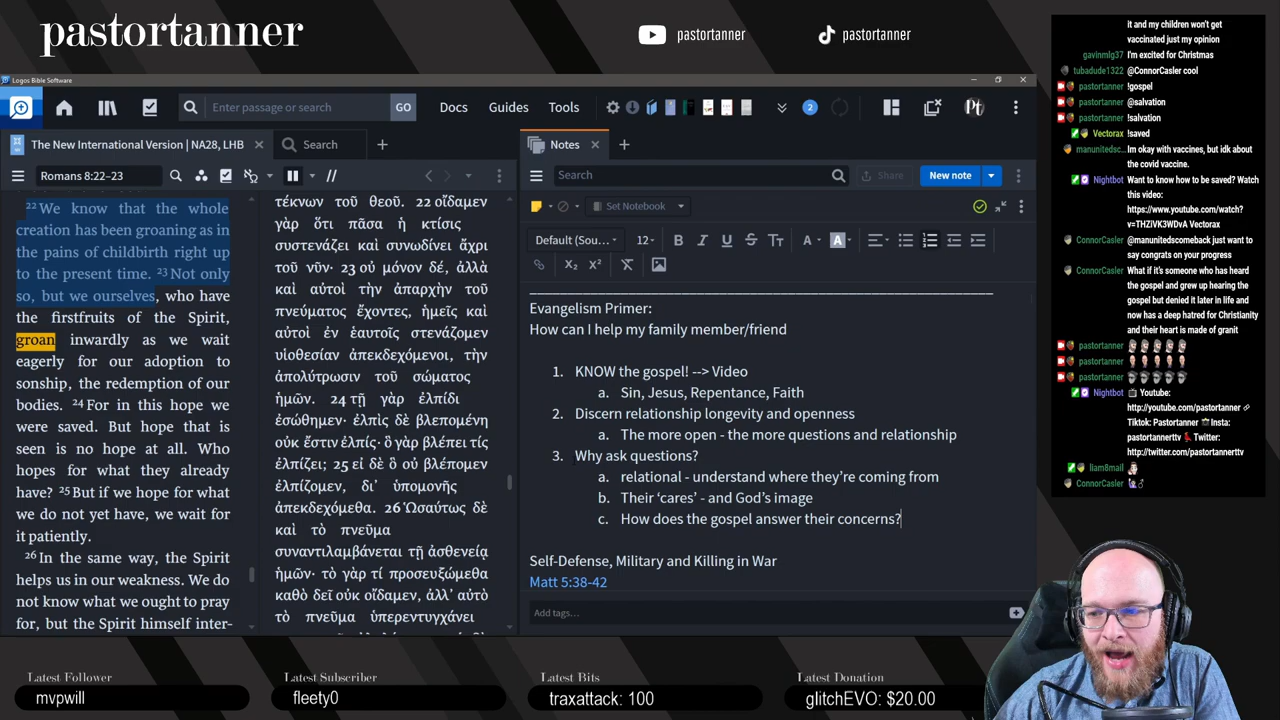 pastortanner
pastortanner
pastortanner
Logos Bible Software
Enter passage or search
GO
Docs
Guides
Tools
2
Pt
The New International Version | NA28, LHB
Search
Romans 8:22–23
22 We know that the whole
creation has been groaning as in
the pains of childbirth right up
to the present time. 23 Not only
so, but we ourselves, who have
the firstfruits of the Spirit,
groan inwardly as we wait
eagerly for our adoption to
sonship, the redemption of our
bodies. 24 For in this hope we
were saved. But hope that is
seen is no hope at all. Who
hopes for what they already
have? 25 But if we hope for what
we do not yet have, we wait for
it patiently.
26 In the same way, the Spirit
helps us in our weakness. We do
not know what we ought to pray
for, but the Spirit himself inter-
τέκνων τοῦ θεοῦ. 22 οἴδαμεν
γὰρ ὅτι πᾶσα ἡ κτίσις
συστενάζει καὶ συνωδίνει ἄχρι
τοῦ νῦν· 23 οὐ μόνον δέ, ἀλλὰ
καὶ αὐτοὶ τὴν ἀπαρχὴν τοῦ
πνεύματος ἔχοντες, ἡμεῖς καὶ
αὐτοὶ ἐν ἑαυτοῖς στενάζομεν
υἱοθεσίαν ἀπεκδεχόμενοι, τὴν
ἀπολύτρωσιν τοῦ σώματος
ἡμῶν. 24 τῇ γὰρ ἐλπίδι
ἐσώθημεν· ἐλπὶς δὲ βλεπομένη
οὐκ ἔστιν ἐλπίς· ὃ γὰρ βλέπει τίς
ἐλπίζει; 25 εἰ δὲ ὃ οὐ βλέπομεν
ἐλπίζομεν, δι᾽ ὑπομονῆς
ἀπεκδεχόμεθα. 26 Ὡσαύτως δὲ
καὶ τὸ πνεῦμα
συναντιλαμβάνεται τῇ ἀσθενείᾳ
ἡμῶν· τὸ γὰρ τί προσευξώμεθα
καθὸ δεῖ οὐκ οἴδαμεν, ἀλλ᾽ αὐτὸ
τὸ πνεῦμα ὑπερεντυγχάνει
Notes
Search
Share
New note
Set Notebook
Default (Sou...
12
Evangelism Primer:
How can I help my family member/friend
1. KNOW the gospel! --> Video
a. Sin, Jesus, Repentance, Faith
2. Discern relationship longevity and openness
a. The more open - the more questions and relationship
3. Why ask questions?
a. relational - understand where they’re coming from
b. Their ‘cares’ - and God’s image
c. How does the gospel answer their concerns?
Self-Defense, Military and Killing in War
Matt 5:38-42
Add tags...
it and my children won't get
vaccinated just my opinion
gavinmlg37 I'm excited for Christmas
tubadude1322 @ConnorCasler cool
pastortanner !gospel
pastortanner @salvation
pastortanner !salvation
Vectorax !saved
manunitedsc... Im okay with vaccines, but idk about
the covid vaccine.
Nightbot Want to know how to be saved? Watch
this video:
https://www.youtube.com/watch?
v=THZiVK3WDvA Vectorax
ConnorCasler @manunitedscomeback just want to
say congrats on your progress
ConnorCasler What if it's someone who has heard
the gospel and grew up hearing the
gospel but denied it later in life and
now has a deep hatred for Christianity
and their heart is made of granit
pastortanner
pastortanner
pastortanner
Nightbot Youtube:
http://youtube.com/pastortanner
Tiktok: Pastortanner Insta:
pastortannerttv Twitter:
http://twitter.com/pastortannerttv
liam8mail
ConnorCasler
Latest Follower
mvpwill
Latest Subscriber
fleety0
Latest Bits
traxattack: 100
Latest Donation
glitchEVO: $20.00